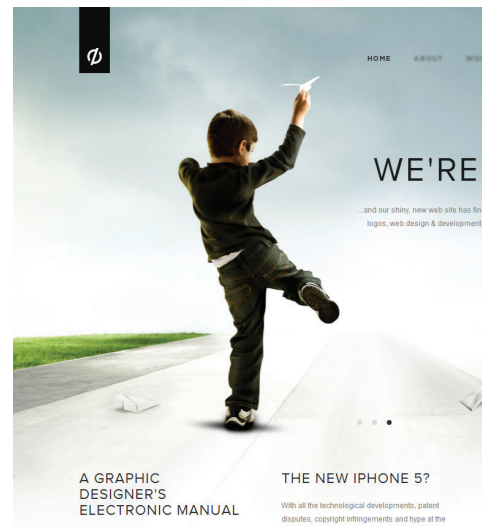 HOME ABOUT
WE'RE
...and our shiny, new web site has
logos, web design & development
A GRAPHIC
DESIGNER'S
ELECTRONIC MANUAL
THE NEW IPHONE 5?
With all the technological developments, patent
disputes, copyright infringements and hype at the